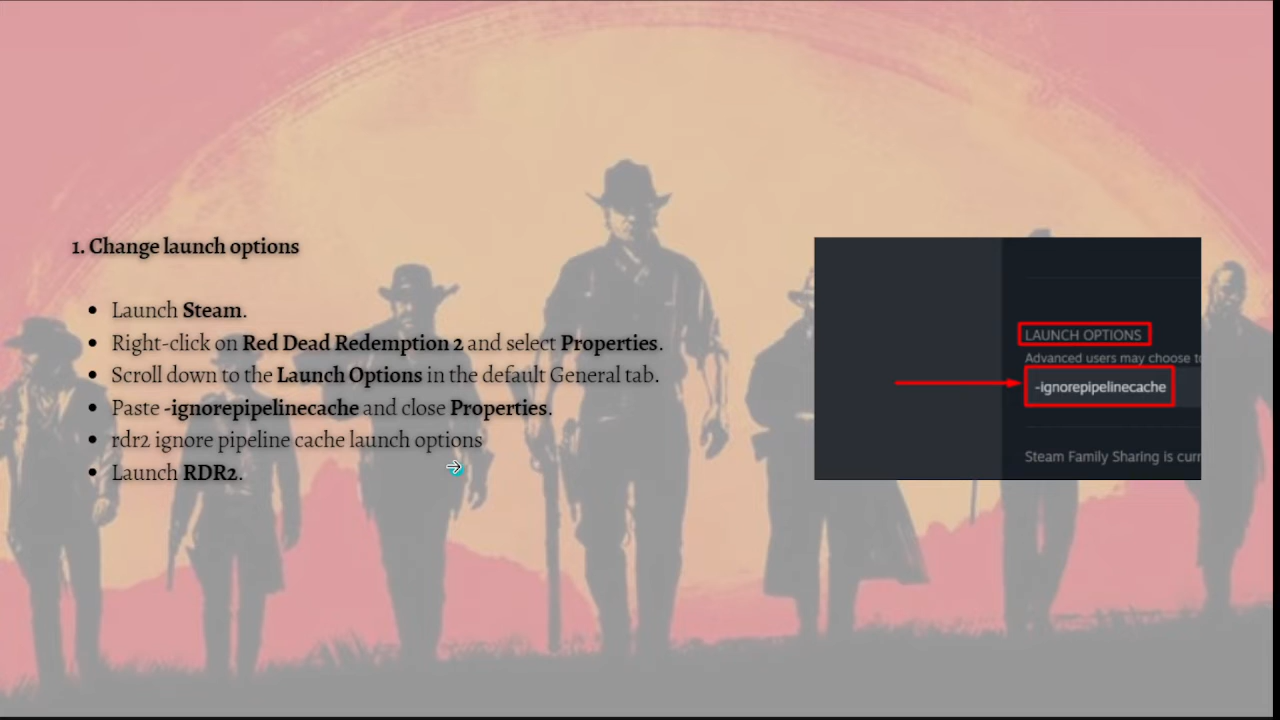 1. Change launch options
Launch Steam.
Right-click on Red Dead Redemption 2 and select Properties.
Scroll down to the Launch Options in the default General tab.
Paste -ignorepipelinecache and close Properties.
rdr2 ignore pipeline cache launch options
Launch RDR2.
LAUNCH OPTIONS
Advanced users may choose to
-ignorepipelinecache
Steam Family Sharing is curr